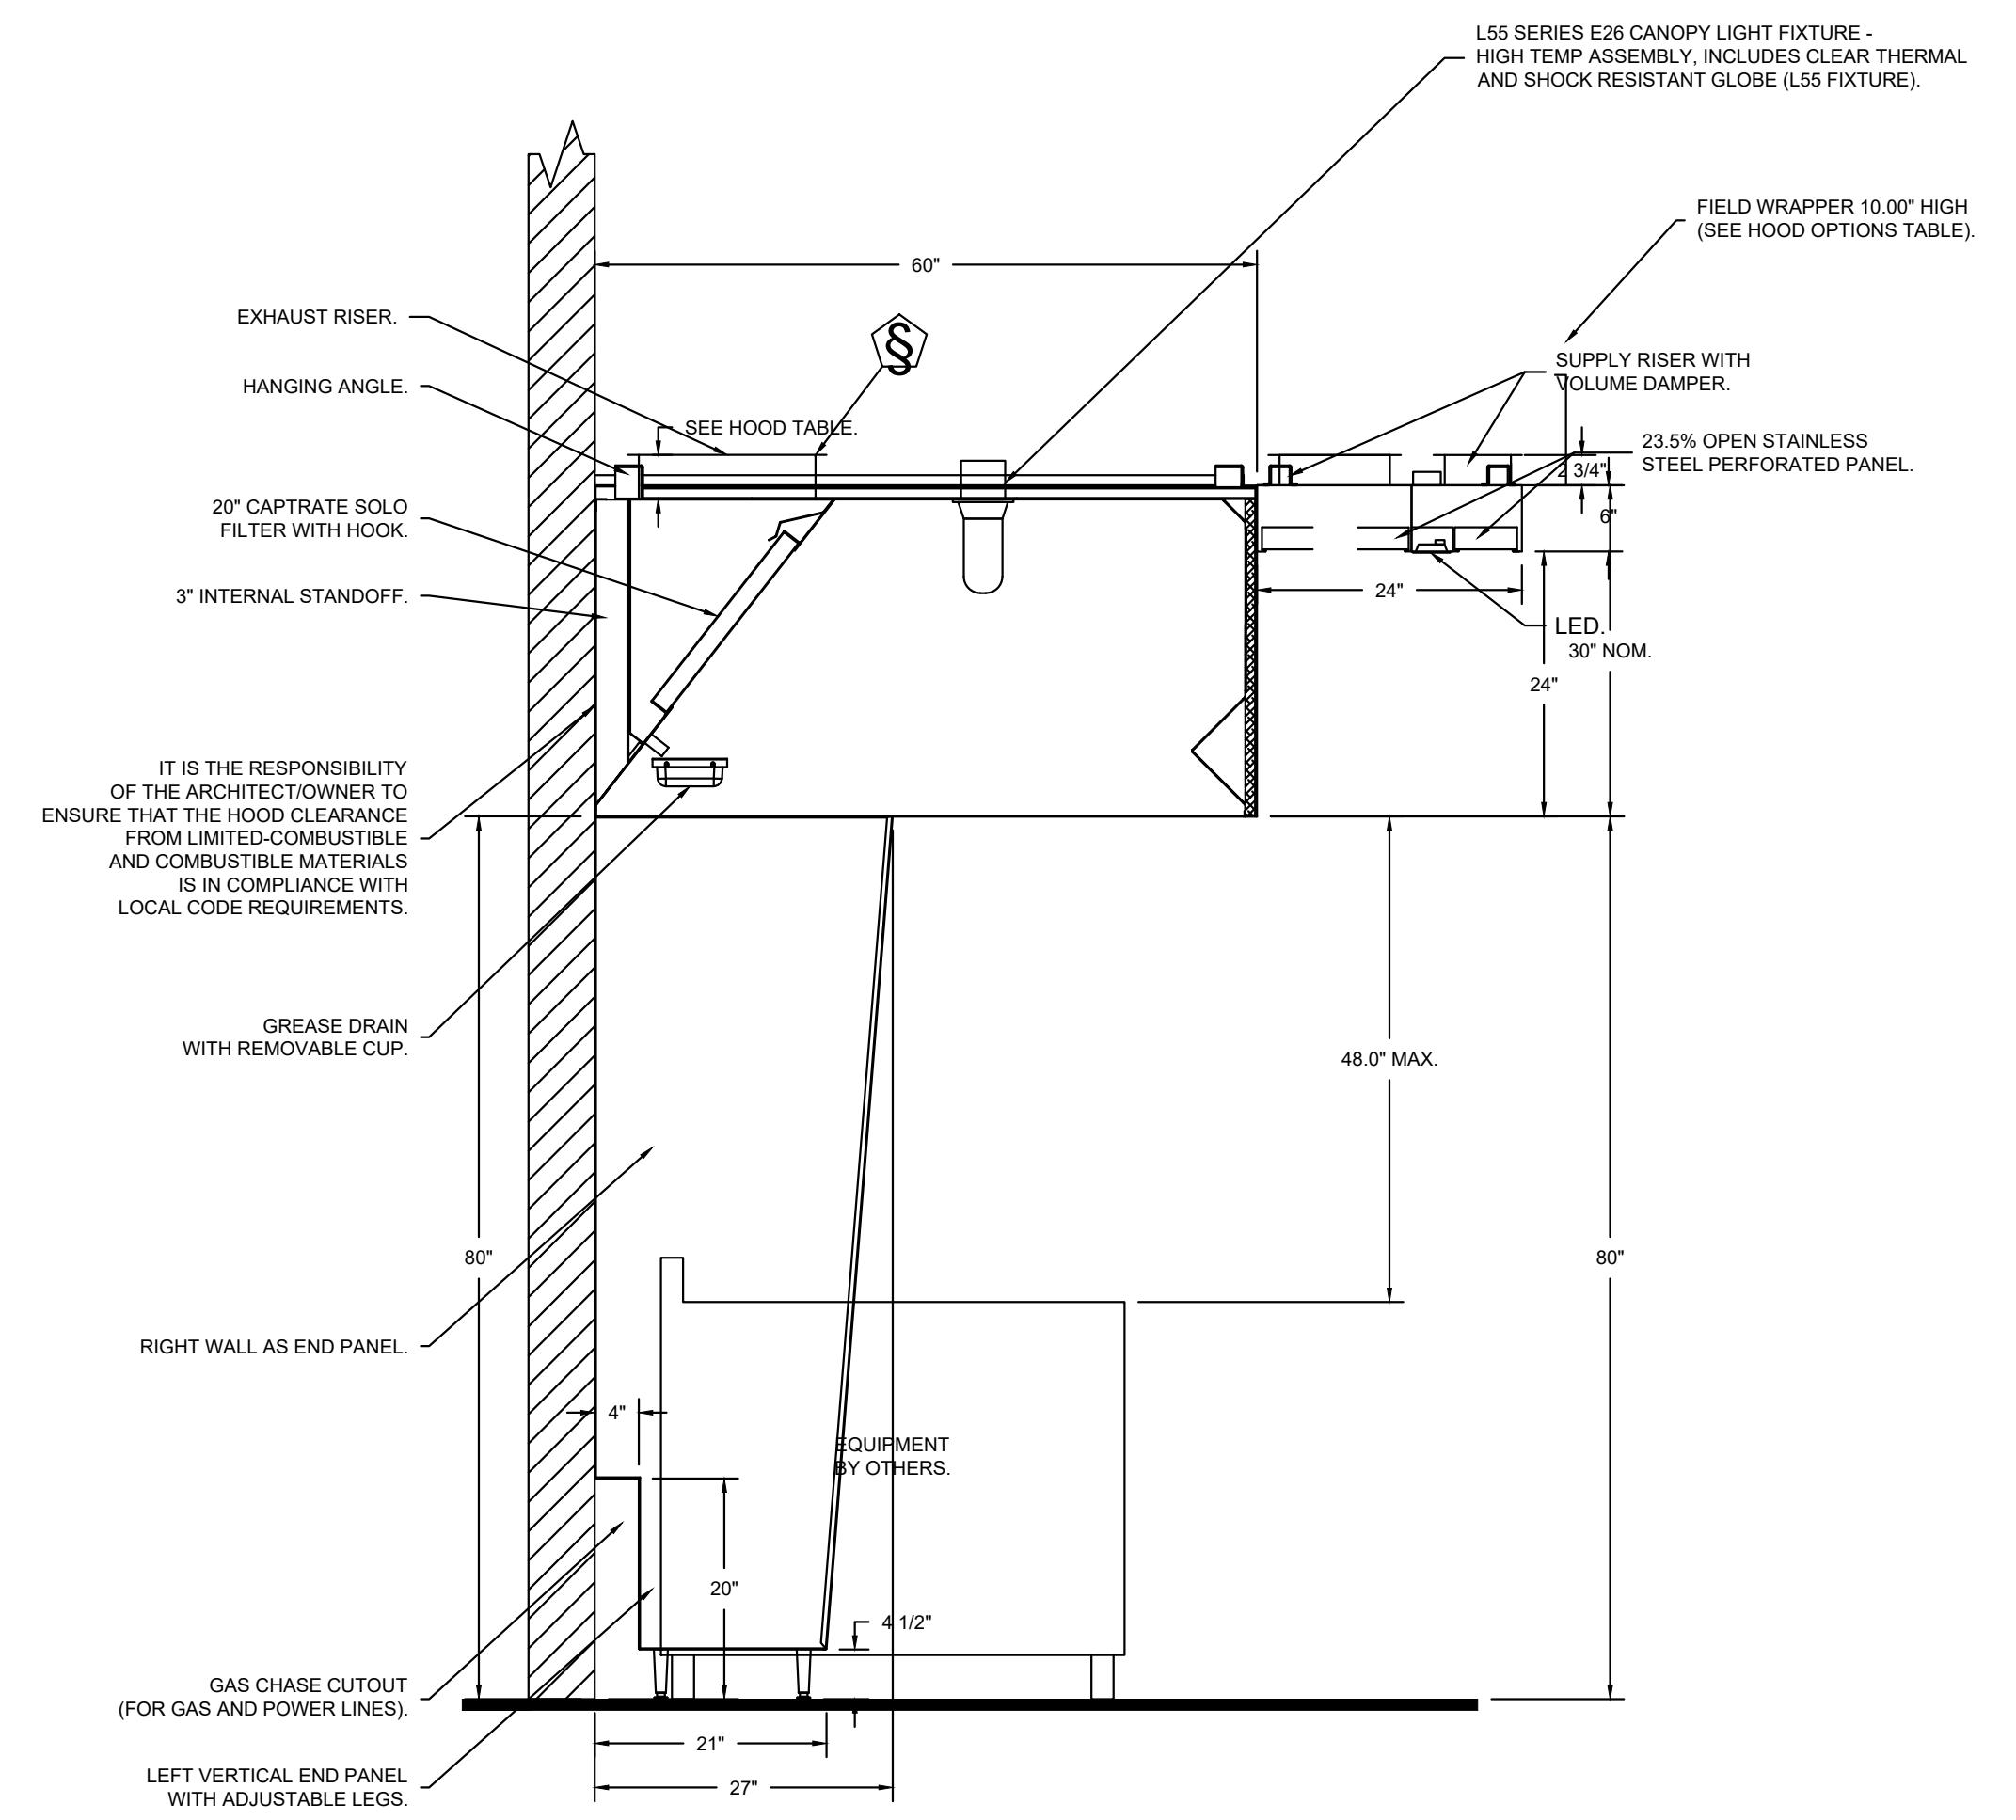 L55 SERIES E26 CANOPY LIGHT FIXTURE -
HIGH TEMP ASSEMBLY, INCLUDES CLEAR THERMAL
AND SHOCK RESISTANT GLOBE (L55 FIXTURE).
FIELD WRAPPER 10.00" HIGH
(SEE HOOD OPTIONS TABLE).
60"
EXHAUST RISER.
§
SUPPLY RISER WITH
VOLUME DAMPER.
HANGING ANGLE.
SEE HOOD TABLE.
23.5% OPEN STAINLESS
STEEL PERFORATED PANEL.
2 3/4"
6"
20" CAPTRATE SOLO
FILTER WITH HOOK.
3" INTERNAL STANDOFF.
24"
LED.
30" NOM.
24"
IT IS THE RESPONSIBILITY
OF THE ARCHITECT/OWNER TO
ENSURE THAT THE HOOD CLEARANCE
FROM LIMITED-COMBUSTIBLE
AND COMBUSTIBLE MATERIALS
IS IN COMPLIANCE WITH
LOCAL CODE REQUIREMENTS.
GREASE DRAIN
WITH REMOVABLE CUP.
48.0" MAX.
80"
80"
RIGHT WALL AS END PANEL.
4"
EQUIPMENT
BY OTHERS.
20"
4 1/2"
GAS CHASE CUTOUT
(FOR GAS AND POWER LINES).
21"
LEFT VERTICAL END PANEL
WITH ADJUSTABLE LEGS.
27"